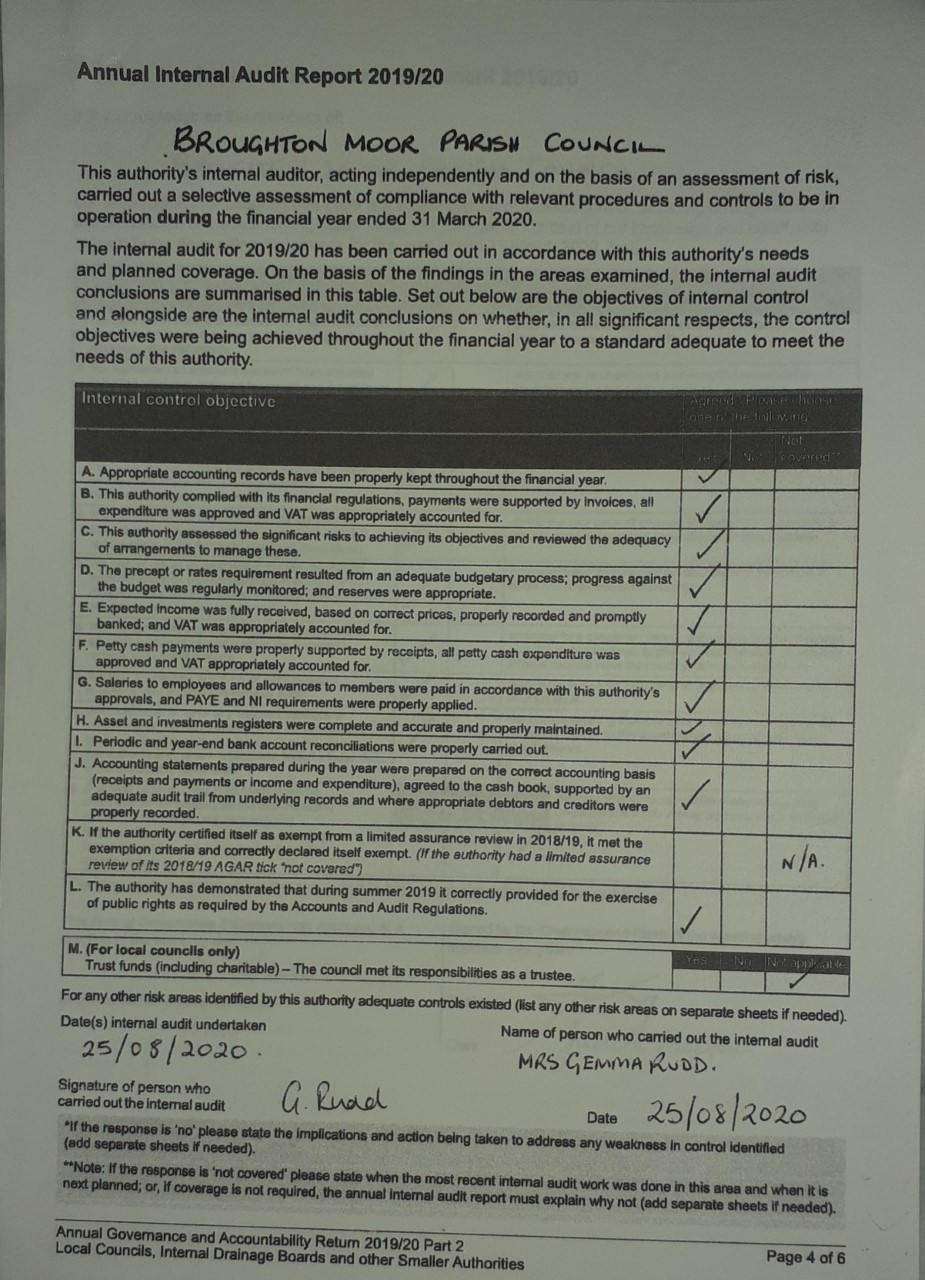 Annual Internal Audit Report 2019/20
BROUGHTON MOOR PARISH COUNCIL
This authority's internal auditor, acting independently and on the basis of an assessment of risk,
carried out a selective assessment of compliance with relevant procedures and controls to be in
operation during the financial year ended 31 March 2020.
The internal audit for 2019/20 has been carried out in accordance with this authority's needs
and planned coverage. On the basis of the findings in the areas examined, the internal audit
conclusions are summarised in this table. Set out below are the objectives of internal control
and alongside are the internal audit conclusions on whether, in all significant respects, the control
objectives were being achieved throughout the financial year to a standard adequate to meet the
needs of this authority.
Internal control objective
Agreed? Please choose
one of the following
Yes No* Not covered**
A. Appropriate accounting records have been properly kept throughout the financial year. ✓
B. This authority complied with its financial regulations, payments were supported by invoices, all
expenditure was approved and VAT was appropriately accounted for. ✓
C. This authority assessed the significant risks to achieving its objectives and reviewed the adequacy
of arrangements to manage these. ✓
D. The precept or rates requirement resulted from an adequate budgetary process; progress against
the budget was regularly monitored; and reserves were appropriate. ✓
E. Expected income was fully received, based on correct prices, properly recorded and promptly
banked; and VAT was appropriately accounted for. ✓
F. Petty cash payments were properly supported by receipts, all petty cash expenditure was
approved and VAT appropriately accounted for. ✓
G. Salaries to employees and allowances to members were paid in accordance with this authority's
approvals, and PAYE and NI requirements were properly applied. ✓
H. Asset and investments registers were complete and accurate and properly maintained. ✓
I. Periodic and year-end bank account reconciliations were properly carried out. ✓
J. Accounting statements prepared during the year were prepared on the correct accounting basis
(receipts and payments or income and expenditure), agreed to the cash book, supported by an
adequate audit trail from underlying records and where appropriate debtors and creditors were
properly recorded. ✓
K. If the authority certified itself as exempt from a limited assurance review in 2018/19, it met the
exemption criteria and correctly declared itself exempt. (If the authority had a limited assurance
review of its 2018/19 AGAR tick "not covered") N/A.
L. The authority has demonstrated that during summer 2019 it correctly provided for the exercise
of public rights as required by the Accounts and Audit Regulations. ✓
M. (For local councils only) Yes No Not applicable
Trust funds (including charitable) – The council met its responsibilities as a trustee. ✓
For any other risk areas identified by this authority adequate controls existed (list any other risk areas on separate sheets if needed).
Date(s) internal audit undertaken
25/08/2020.
Name of person who carried out the internal audit
MRS GEMMA RUDD.
Signature of person who
carried out the internal audit G. Rudd
Date 25/08/2020
*If the response is 'no' please state the implications and action being taken to address any weakness in control identified
(add separate sheets if needed).
**Note: If the response is 'not covered' please state when the most recent internal audit work was done in this area and when it is
next planned; or, if coverage is not required, the annual internal audit report must explain why not (add separate sheets if needed).
Annual Governance and Accountability Return 2019/20 Part 2
Local Councils, Internal Drainage Boards and other Smaller Authorities
Page 4 of 6